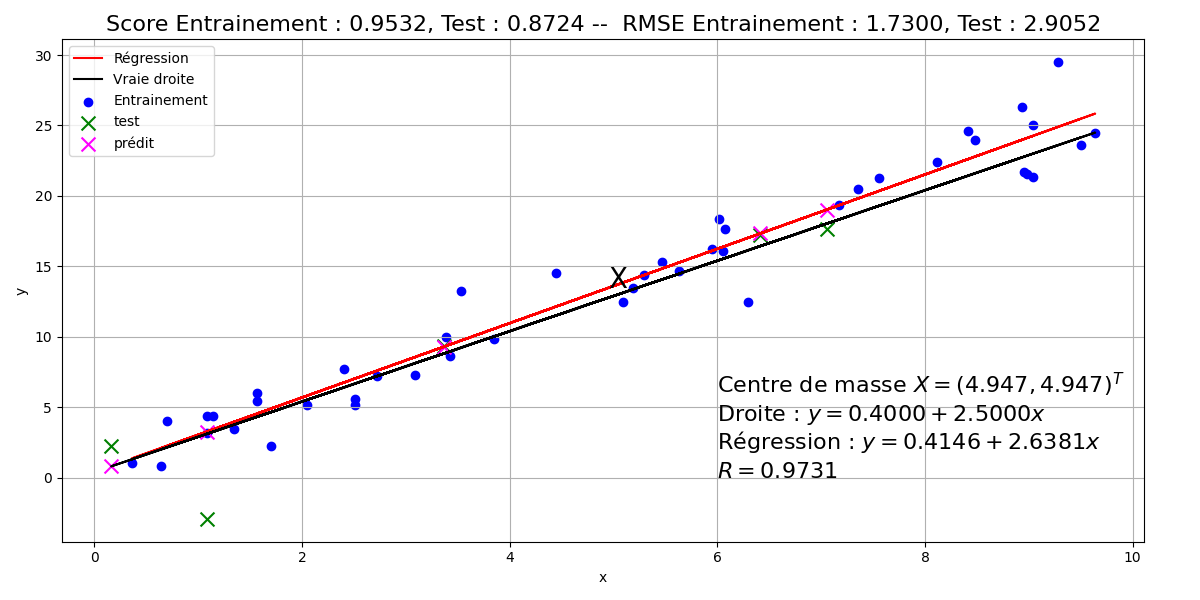 Score Entrainement : 0.9532, Test : 0.8724 --  RMSE Entrainement : 1.7300, Test : 2.9052
Régression
Vraie droite
Entrainement
test
prédit
30
25
20
15
10
5
0
y
Centre de masse X = (4.947, 4.947)^T
Droite : y = 0.4000 + 2.5000x
Régression : y = 0.4146 + 2.6381x
R = 0.9731
0 2 4 6 8 10
x